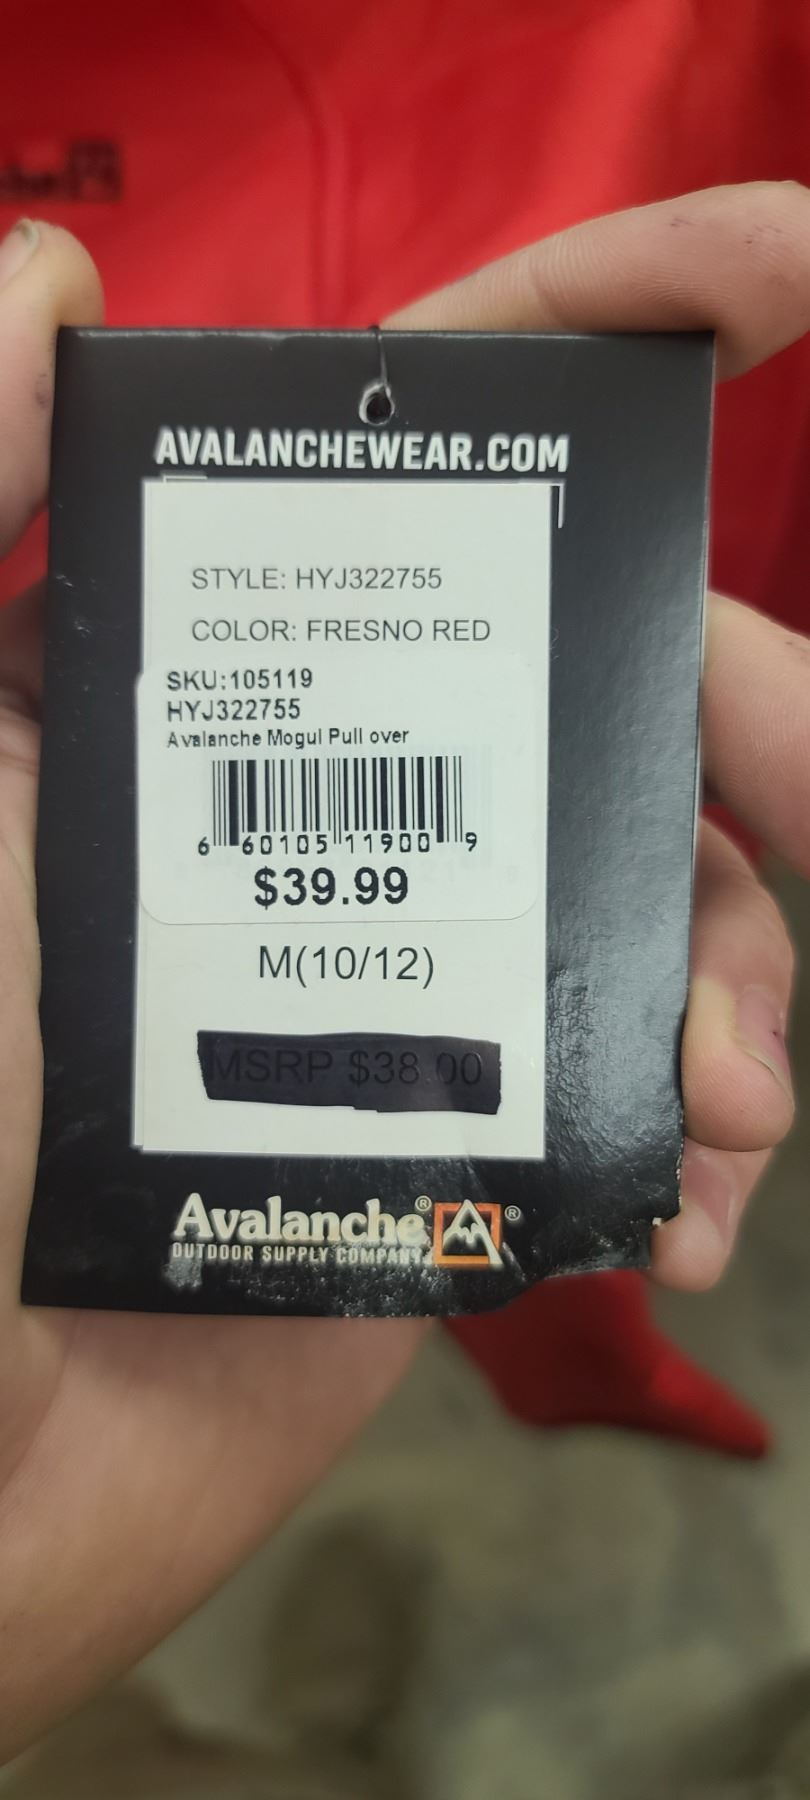 AVALANCHEWEAR.COM
STYLE: HYJ322755
COLOR: FRESNO RED
SKU:105119
HYJ322755
Avalanche Mogul Pull over
6 60105 11900 9
$39.99
M(10/12)
MSRP $38.00
Avalanche® ®
OUTDOOR SUPPLY COMPANY